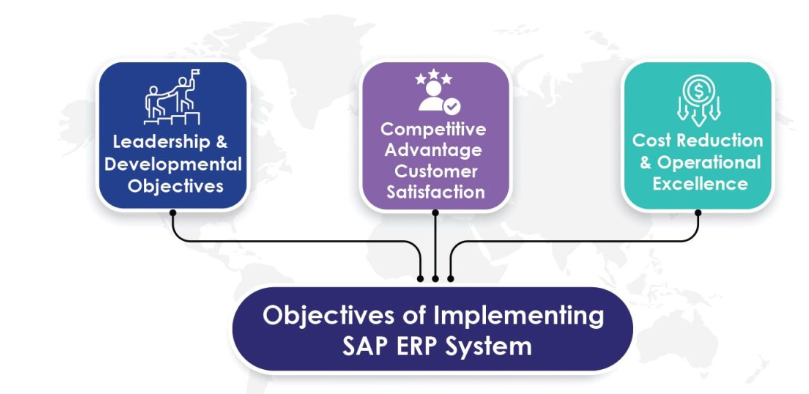 Leadership &
Developmental
Objectives
Competitive
Advantage
Customer
Satisfaction
Cost Reduction
& Operational
Excellence
Objectives of Implementing
SAP ERP System